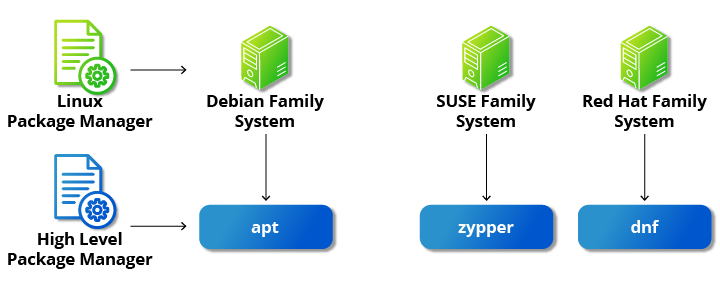 Linux
Package Manager
Debian Family
System
SUSE Family
System
Red Hat Family
System
High Level
Package Manager
apt
zypper
dnf